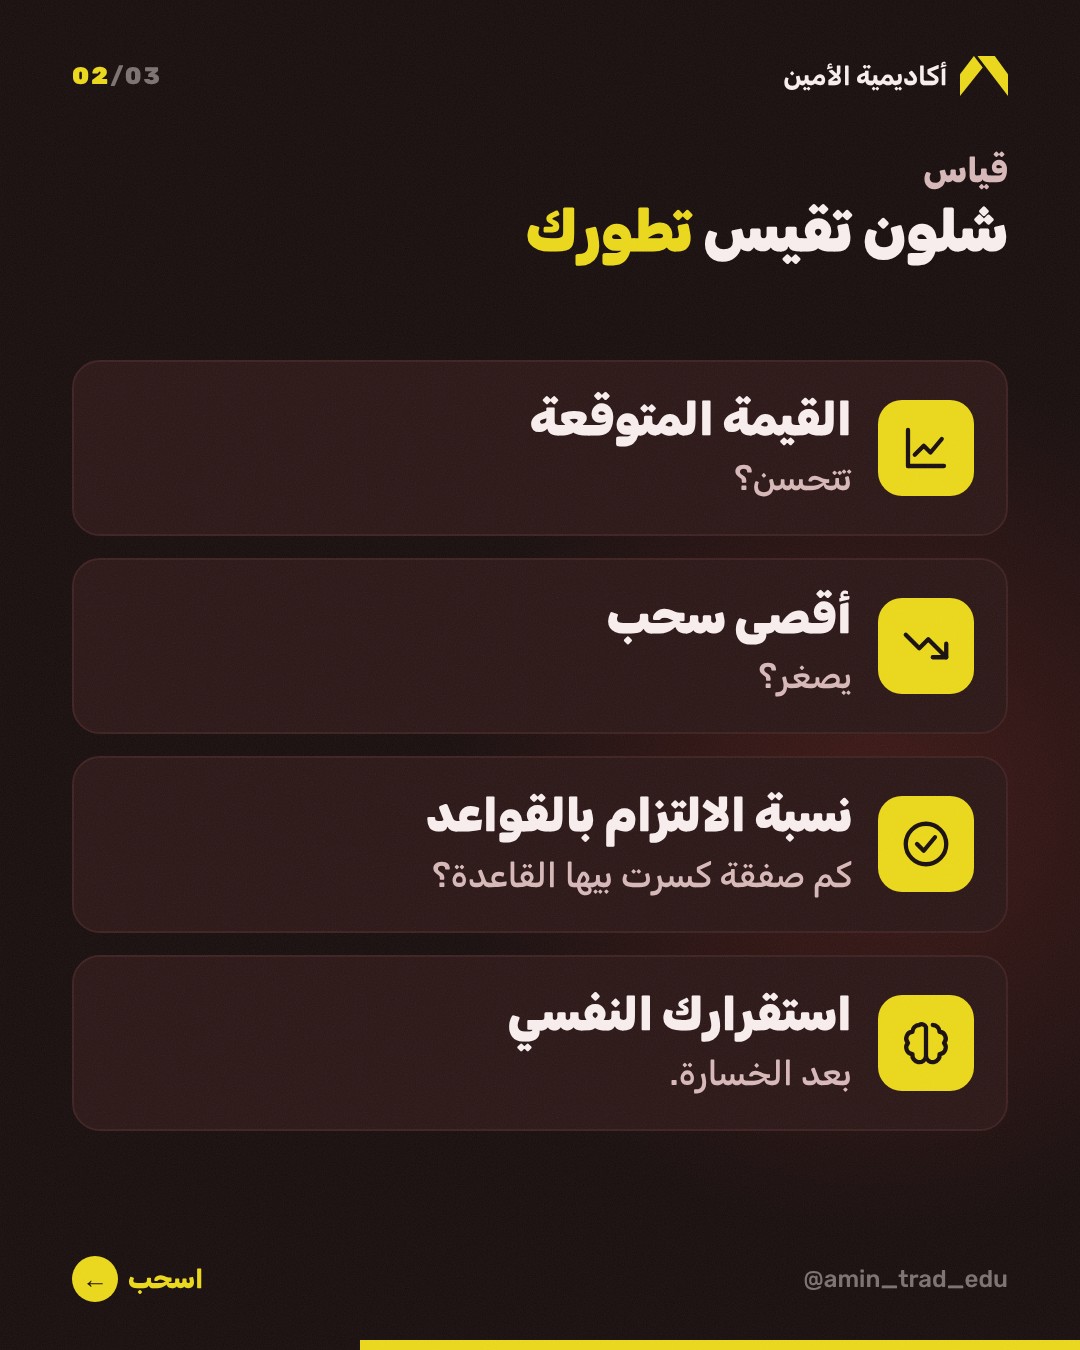 أكاديمية الأمين
02/03
قياس
شلون تقيس تطورك
القيمة المتوقعة
تتحسن؟
أقصى سحب
يصغر؟
نسبة الالتزام بالقواعد
كم صفقة كسرت بيها القاعدة؟
استقرارك النفسي
بعد الخسارة.
@amin_trad_edu
اسحب ←